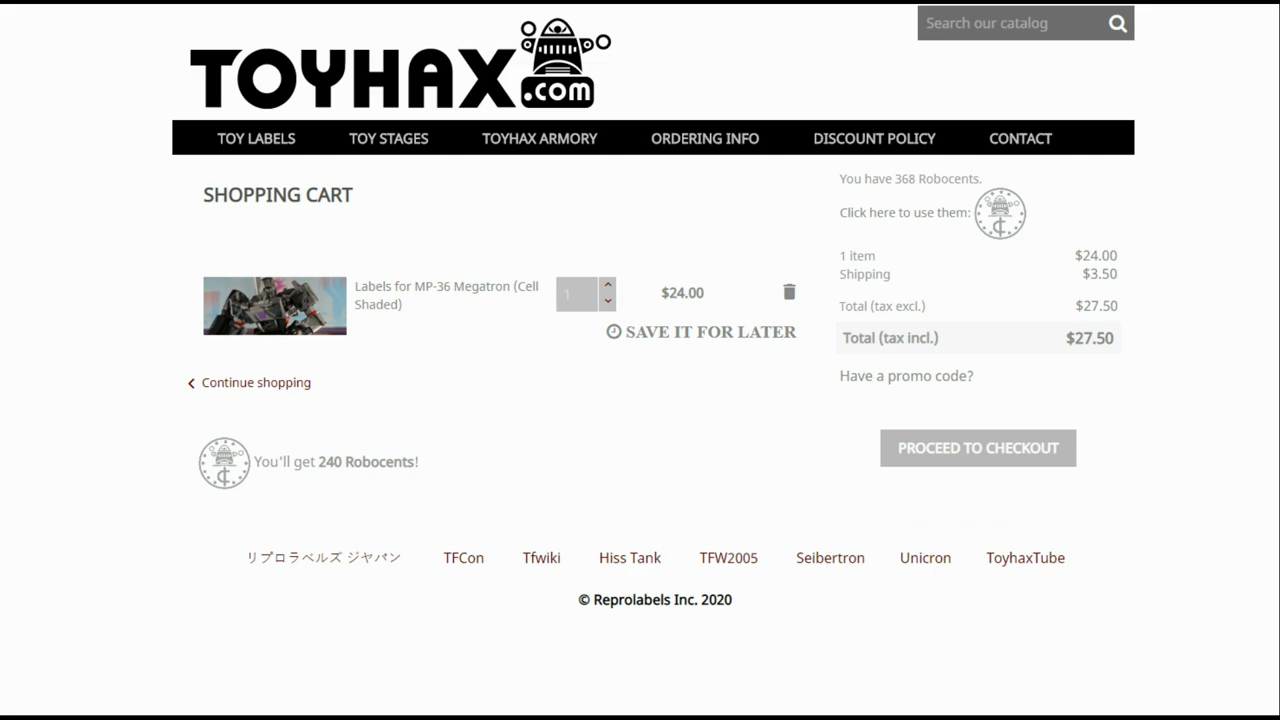 Search our catalog
TOYHAX
.com
TOY LABELS TOY STAGES TOYHAX ARMORY ORDERING INFO DISCOUNT POLICY CONTACT
SHOPPING CART
You have 368 Robocents.
Click here to use them:
Labels for MP-36 Megatron (Cell
Shaded)
1
$24.00
SAVE IT FOR LATER
1 item $24.00
Shipping $3.50
Total (tax excl.) $27.50
Total (tax incl.) $27.50
Have a promo code?
Continue shopping
PROCEED TO CHECKOUT
You'll get 240 Robocents!
リプロラベルズ ジャパン TFCon Tfwiki Hiss Tank TFW2005 Seibertron Unicron ToyhaxTube
© Reprolabels Inc. 2020